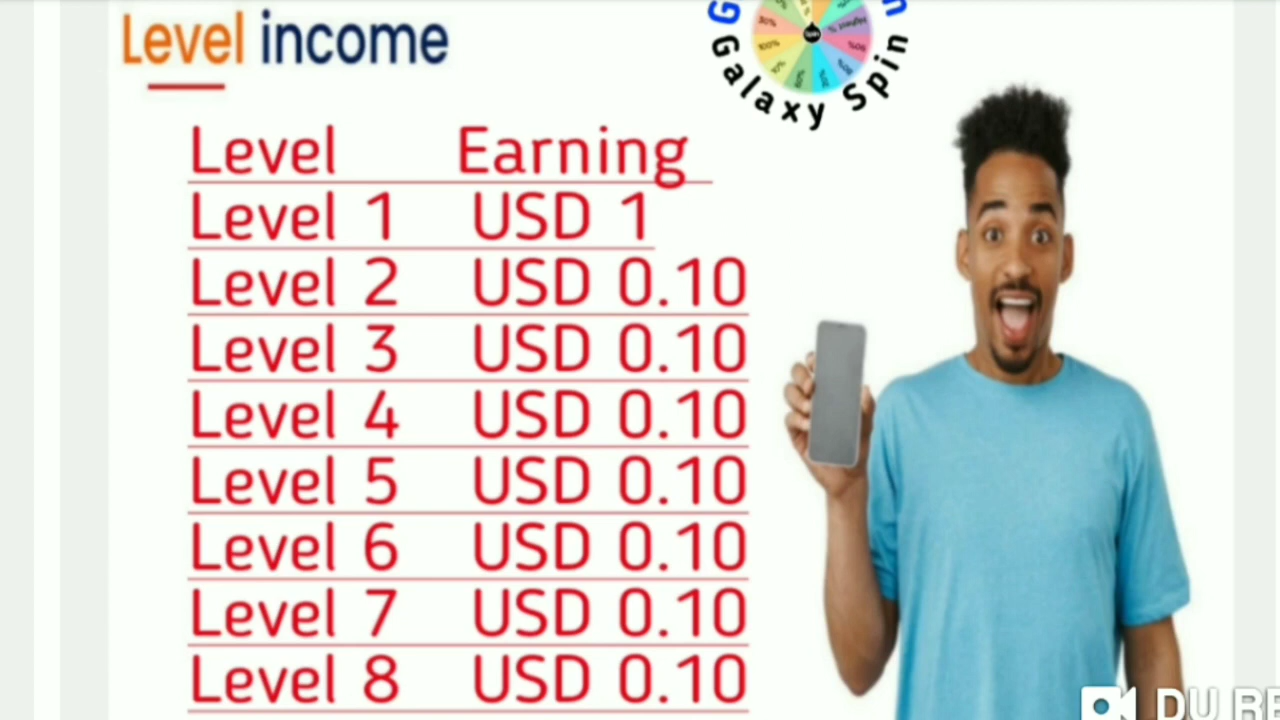 Level income
Galaxy Spin
Level Earning
Level 1 USD 1
Level 2 USD 0.10
Level 3 USD 0.10
Level 4 USD 0.10
Level 5 USD 0.10
Level 6 USD 0.10
Level 7 USD 0.10
Level 8 USD 0.10